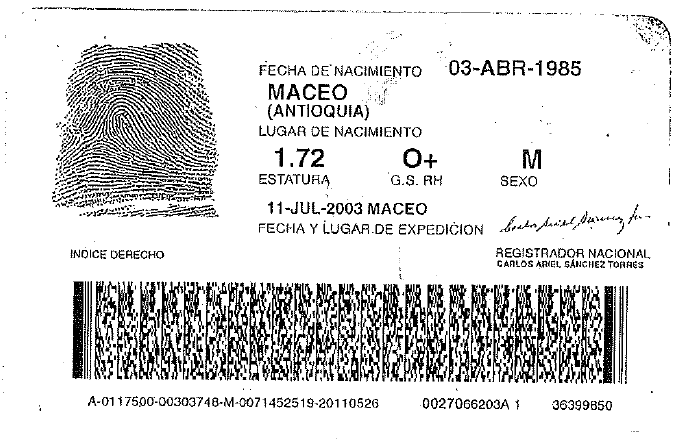 FECHA DE NACIMIENTO 03-ABR-1985
MACEO
(ANTIOQUIA)
LUGAR DE NACIMIENTO
1.72 O+ M
ESTATURA G.S. RH SEXO
11-JUL-2003 MACEO
FECHA Y LUGAR DE EXPEDICION
INDICE DERECHO
REGISTRADOR NACIONAL
CARLOS ARIEL SÁNCHEZ TORRES
A-0117500-00303748-M-0071452519-20110526 0027066203A 1 36399850